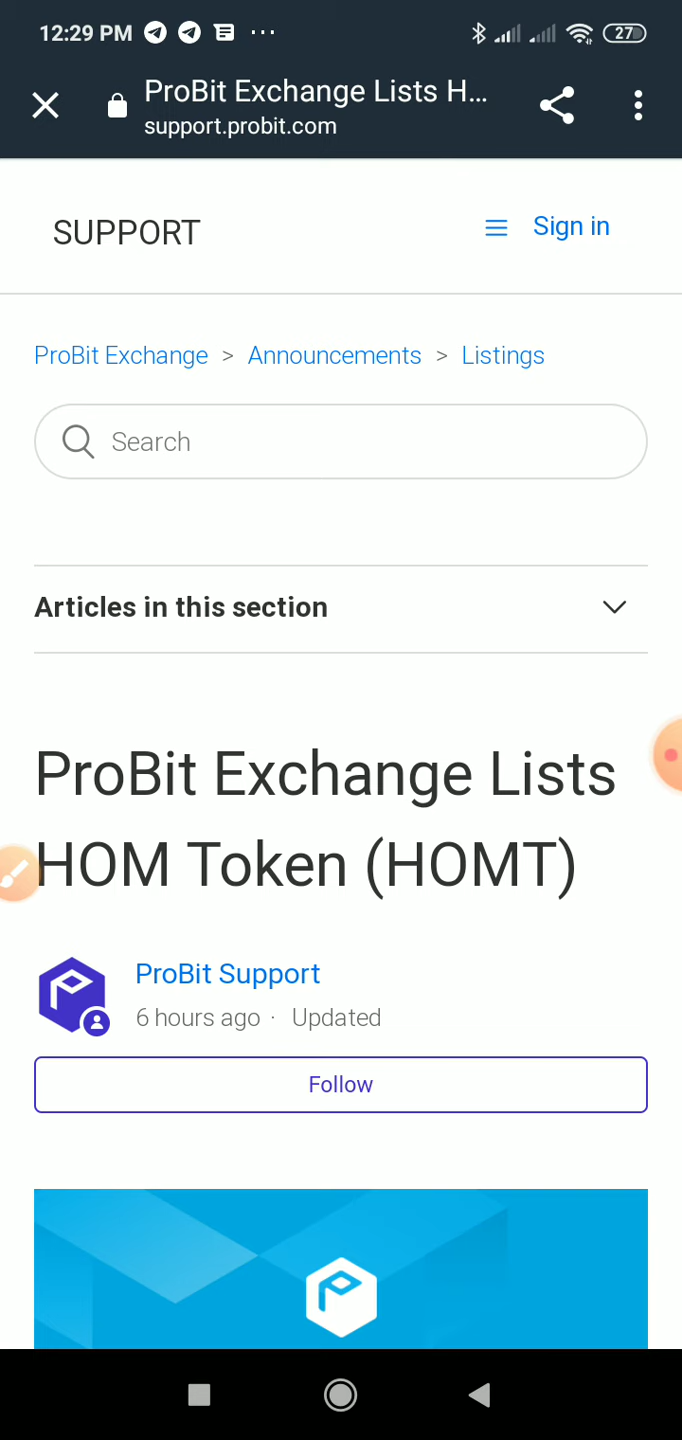 12:29 PM ... 27
ProBit Exchange Lists H...
support.probit.com
SUPPORT
Sign in
ProBit Exchange > Announcements > Listings
Search
Articles in this section
ProBit Exchange Lists
HOM Token (HOMT)
ProBit Support
6 hours ago · Updated
Follow